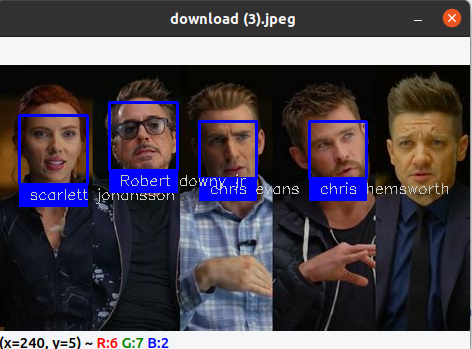 download (3).jpeg
scarlett johansson
Robert downy jr
chris evans
chris hemsworth
(x=240, y=5) ~ R:6 G:7 B:2